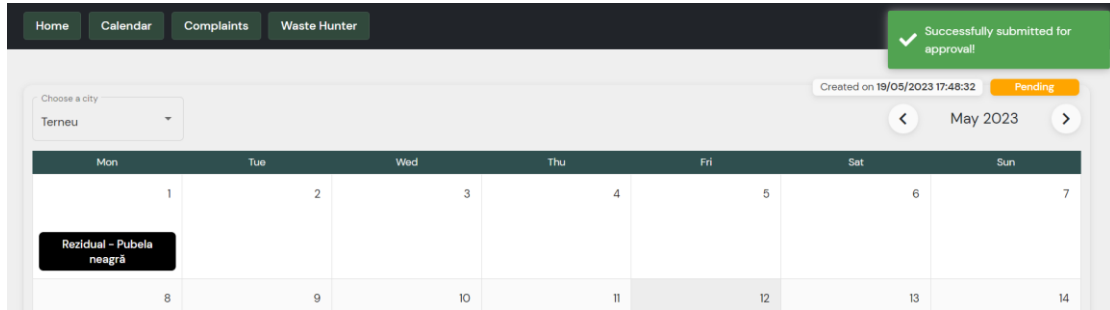 Home Calendar Complaints Waste Hunter
Successfully submitted for
approval!
Created on 19/05/2023 17:48:32 Pending
Choose a city
Terneu
May 2023
Mon Tue Wed Thu Fri Sat Sun
1 2 3 4 5 6 7
Rezidual - Pubela
neagră
8 9 10 11 12 13 14